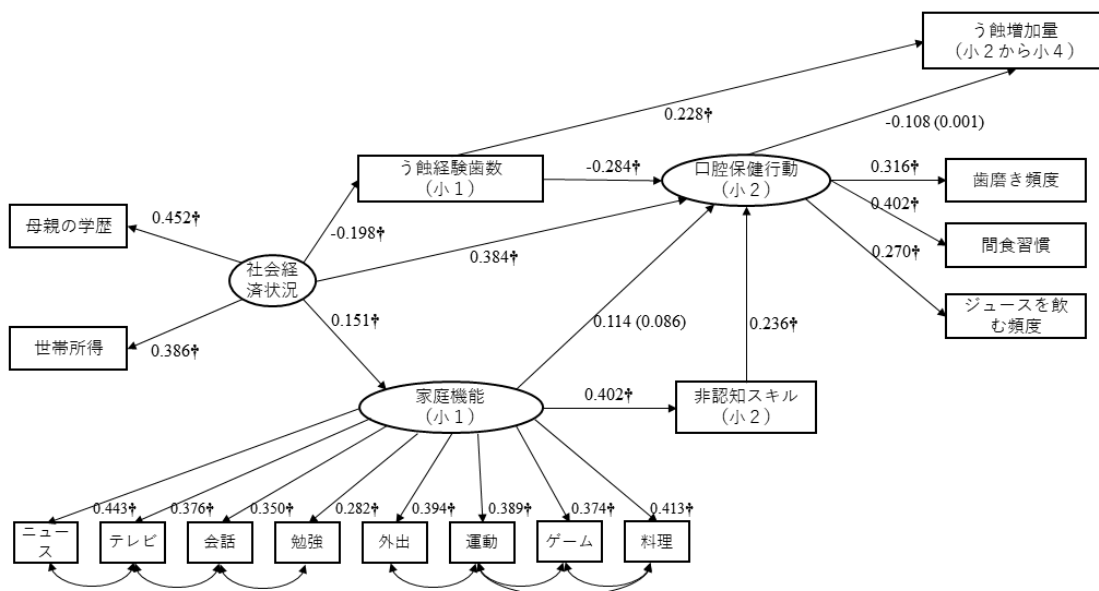 う蝕増加量
(小２から小４)
0.228✝
-0.108 (0.001)
う蝕経験歯数
(小１)
-0.284✝
口腔保健行動
(小２)
0.316✝
歯磨き頻度
0.402✝
間食習慣
0.270✝
ジュースを飲
む頻度
母親の学歴
0.452✝
-0.198✝
0.384✝
社会経
済状況
世帯所得
0.386✝
0.151✝
0.114 (0.086)
0.236✝
家庭機能
(小１)
0.402✝
非認知スキル
(小２)
0.443✝
0.376✝
0.350✝
0.282✝
0.394✝
0.389✝
0.374✝
0.413✝
ニュー
ス
テレビ
会話
勉強
外出
運動
ゲーム
料理